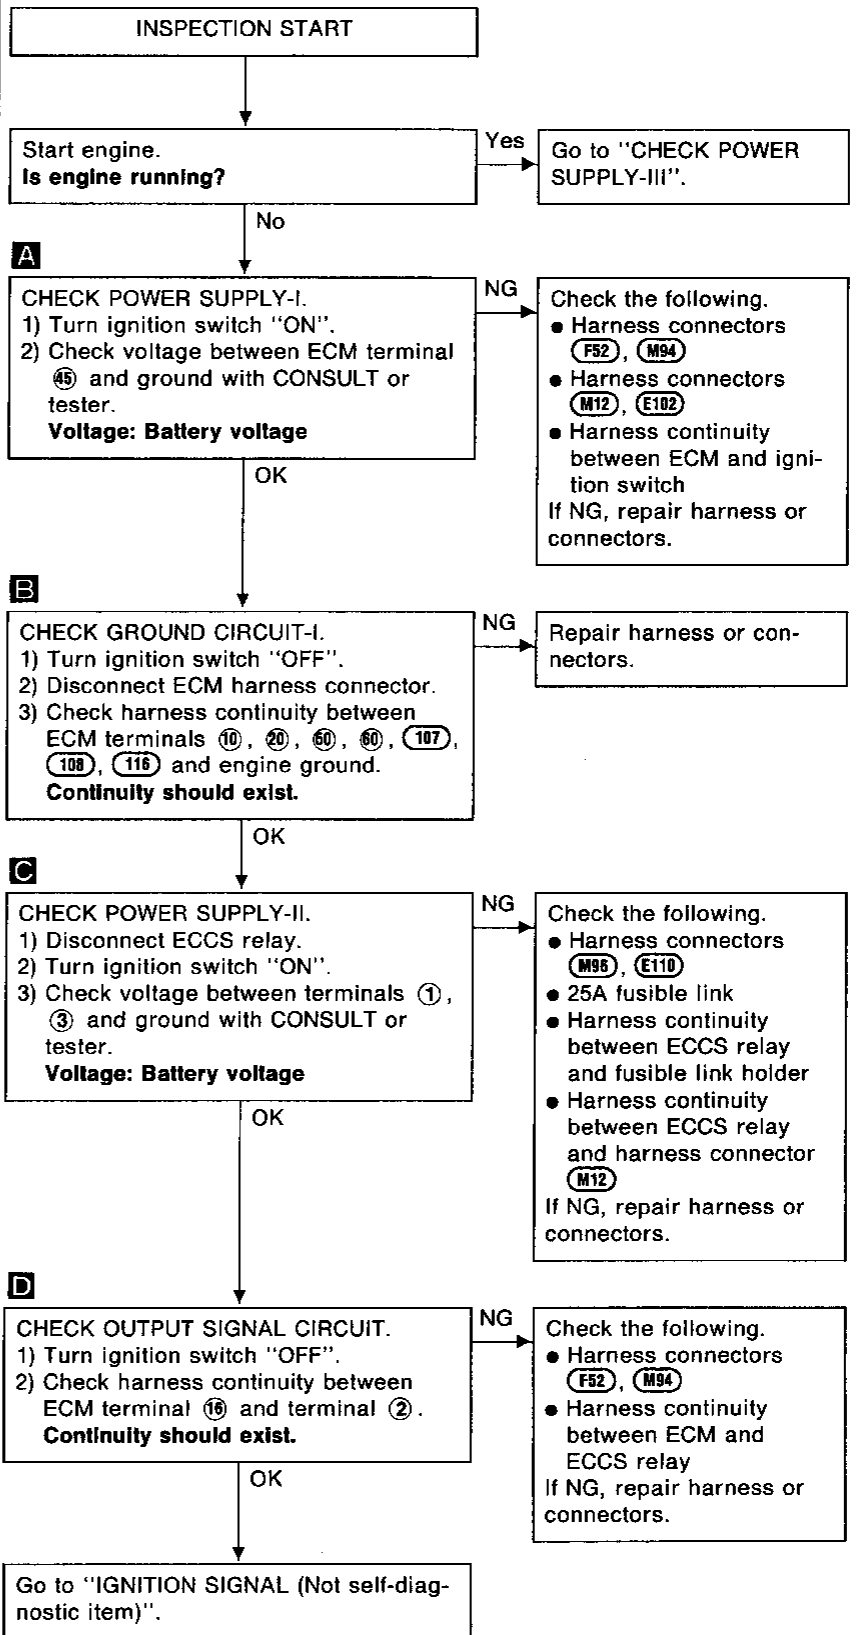 INSPECTION START
Start engine.
Is engine running?
Yes
Go to "CHECK POWER
SUPPLY-III".
No
A
CHECK POWER SUPPLY-I.
1) Turn ignition switch "ON".
2) Check voltage between ECM terminal
45 and ground with CONSULT or
tester.
Voltage: Battery voltage
NG
Check the following.
● Harness connectors
F52, M94
● Harness connectors
M12, E102
● Harness continuity
between ECM and igni-
tion switch
If NG, repair harness or
connectors.
OK
B
CHECK GROUND CIRCUIT-I.
1) Turn ignition switch "OFF".
2) Disconnect ECM harness connector.
3) Check harness continuity between
ECM terminals 10, 20, 50, 60, 107,
108, 116 and engine ground.
Continuity should exist.
NG
Repair harness or con-
nectors.
OK
C
CHECK POWER SUPPLY-II.
1) Disconnect ECCS relay.
2) Turn ignition switch "ON".
3) Check voltage between terminals ①,
③ and ground with CONSULT or
tester.
Voltage: Battery voltage
NG
Check the following.
● Harness connectors
M96, E110
● 25A fusible link
● Harness continuity
between ECCS relay
and fusible link holder
● Harness continuity
between ECCS relay
and harness connector
M12
If NG, repair harness or
connectors.
OK
D
CHECK OUTPUT SIGNAL CIRCUIT.
1) Turn ignition switch "OFF".
2) Check harness continuity between
ECM terminal 16 and terminal ②.
Continuity should exist.
NG
Check the following.
● Harness connectors
F52, M94
● Harness continuity
between ECM and
ECCS relay
If NG, repair harness or
connectors.
OK
Go to "IGNITION SIGNAL (Not self-diag-
nostic item)".